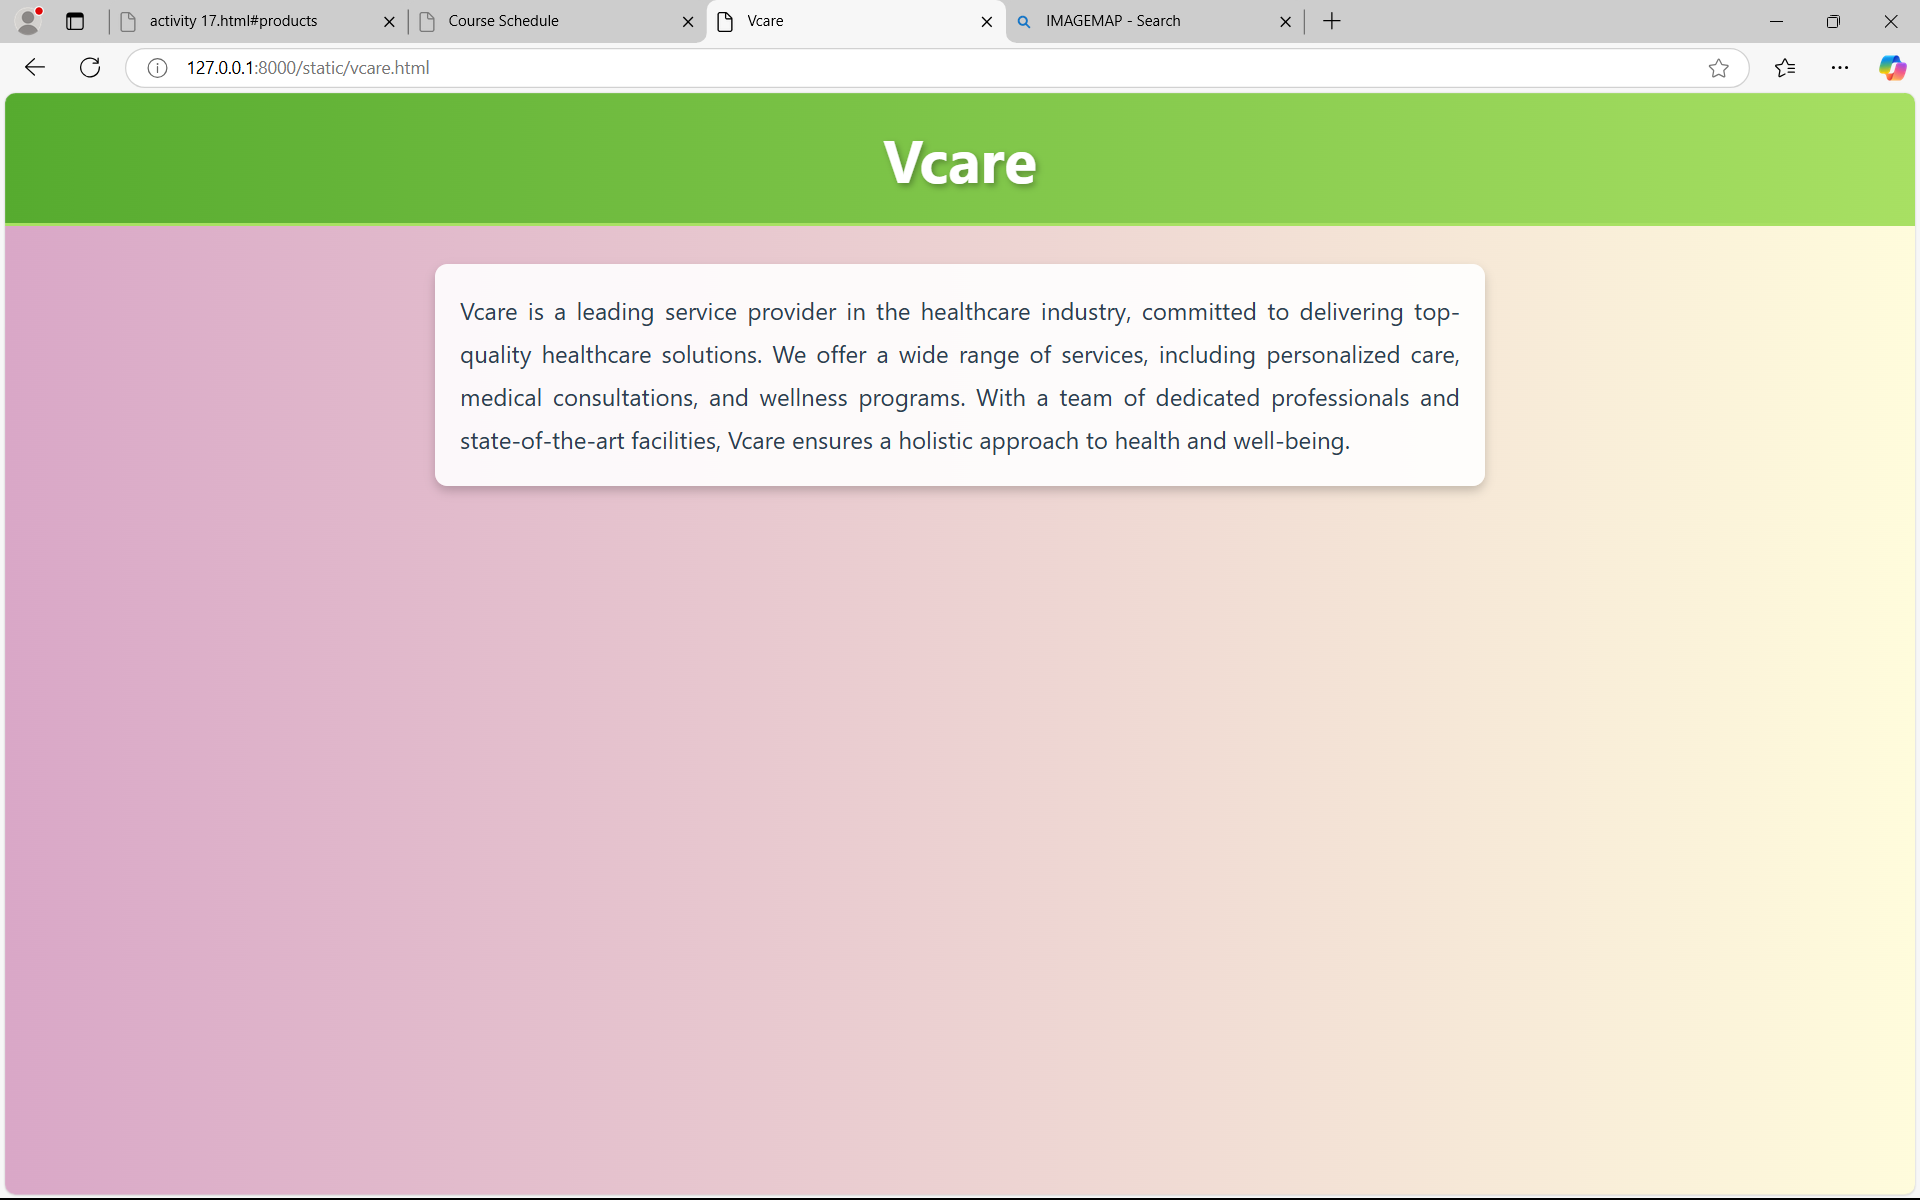 activity 17.html#products
Course Schedule
Vcare
IMAGEMAP - Search
127.0.0.1:8000/static/vcare.html
Vcare
Vcare is a leading service provider in the healthcare industry, committed to delivering top-
quality healthcare solutions. We offer a wide range of services, including personalized care,
medical consultations, and wellness programs. With a team of dedicated professionals and
state-of-the-art facilities, Vcare ensures a holistic approach to health and well-being.